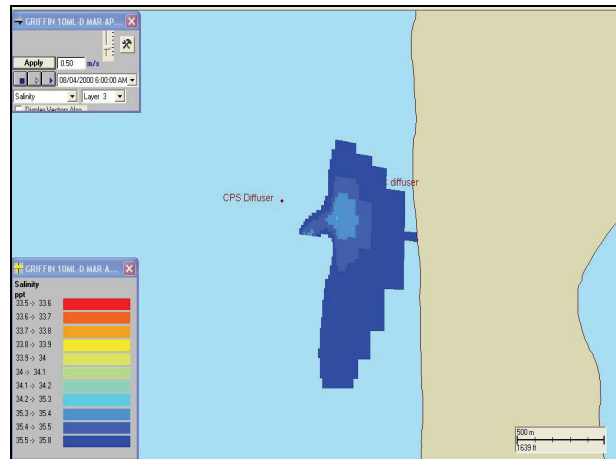 GRIFFIN 10ML-D MAR-AP...
Apply 0.50 m/s
08/04/2000 6:00:00 AM
Salinity Layer 3
Display Vectors Also
CPS Diffuser
C diffuser
GRIFFIN 10ML-D MAR-A...
Salinity
ppt
33.5 -> 33.6
33.6 -> 33.7
33.7 -> 33.8
33.8 -> 33.9
33.9 -> 34
34 -> 34.1
34.1 -> 34.2
34.2 -> 35.3
35.3 -> 35.4
35.4 -> 35.5
35.5 -> 35.8
500 m
1639 ft